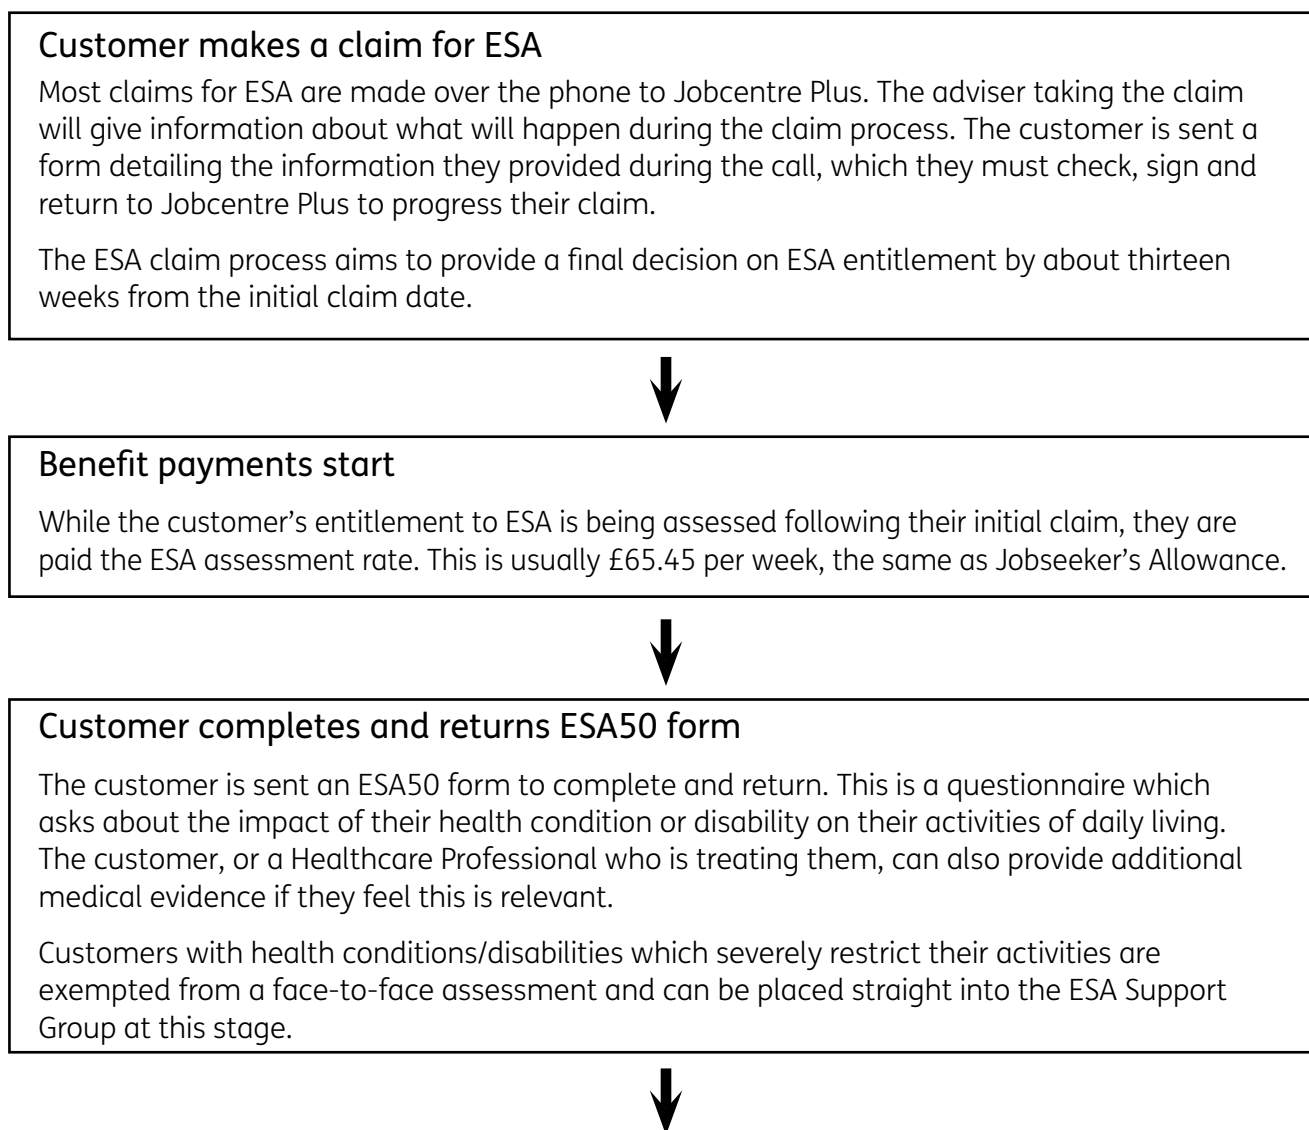 Customer makes a claim for ESA
Most claims for ESA are made over the phone to Jobcentre Plus. The adviser taking the claim
will give information about what will happen during the claim process. The customer is sent a
form detailing the information they provided during the call, which they must check, sign and
return to Jobcentre Plus to progress their claim.
The ESA claim process aims to provide a final decision on ESA entitlement by about thirteen
weeks from the initial claim date.
Benefit payments start
While the customer’s entitlement to ESA is being assessed following their initial claim, they are
paid the ESA assessment rate. This is usually £65.45 per week, the same as Jobseeker’s Allowance.
Customer completes and returns ESA50 form
The customer is sent an ESA50 form to complete and return. This is a questionnaire which
asks about the impact of their health condition or disability on their activities of daily living.
The customer, or a Healthcare Professional who is treating them, can also provide additional
medical evidence if they feel this is relevant.
Customers with health conditions/disabilities which severely restrict their activities are
exempted from a face-to-face assessment and can be placed straight into the ESA Support
Group at this stage.